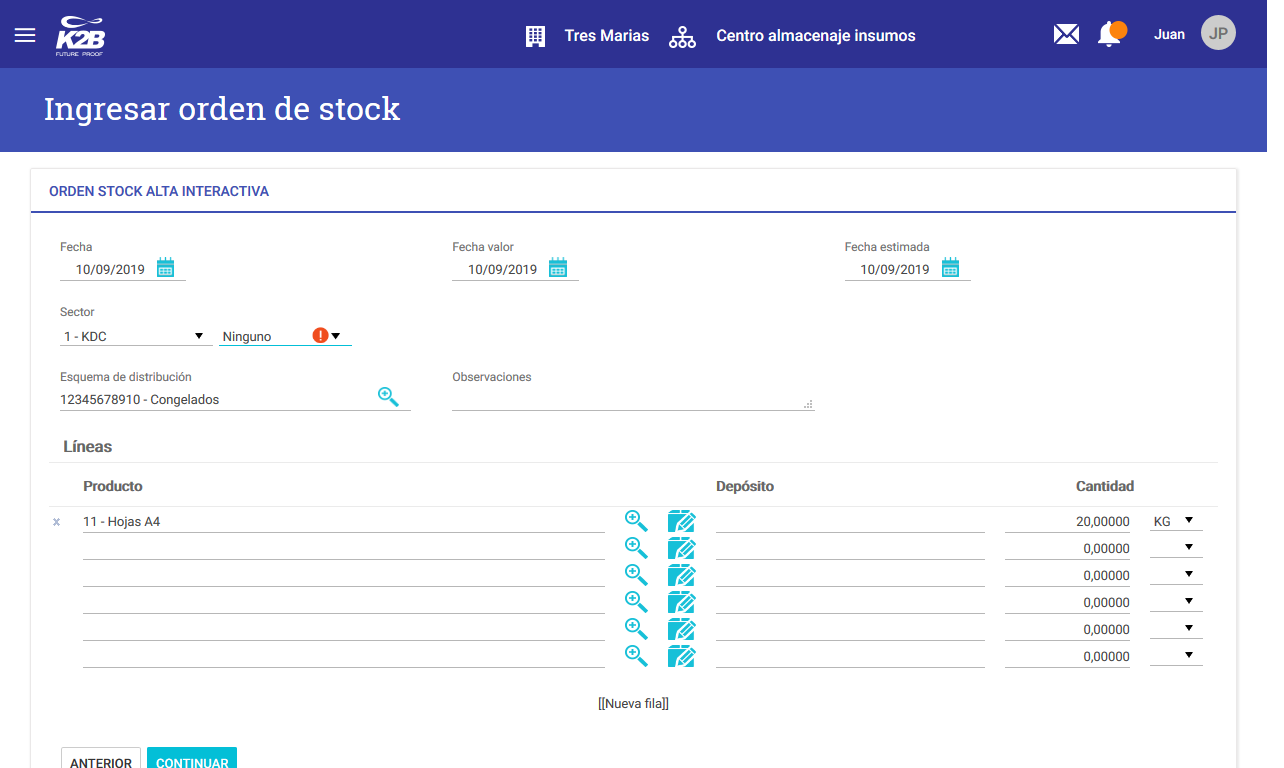 K2B
FUTURE PROOF
Tres Marias
Centro almacenaje insumos
Juan
JP
Ingresar orden de stock
ORDEN STOCK ALTA INTERACTIVA
Fecha
Fecha valor
Fecha estimada
10/09/2019
10/09/2019
10/09/2019
Sector
1 - KDC
Ninguno
!
Esquema de distribución
Observaciones
12345678910 - Congelados
Líneas
Producto Depósito Cantidad
x 11 - Hojas A4 20,00000 KG
0,00000
0,00000
0,00000
0,00000
0,00000
[[Nueva fila]]
ANTERIOR
CONTINUAR